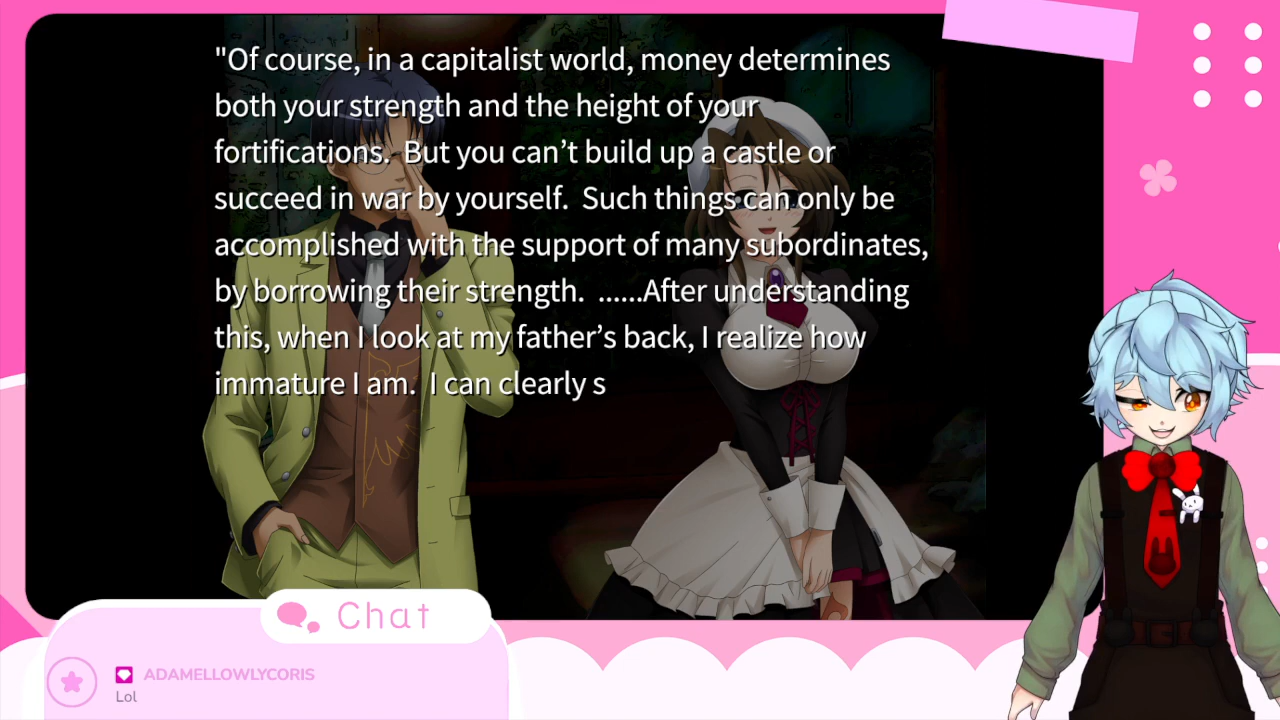 "Of course, in a capitalist world, money determines
both your strength and the height of your
fortifications.  But you can’t build up a castle or
succeed in war by yourself.  Such things can only be
accomplished with the support of many subordinates,
by borrowing their strength.  ......After understanding
this, when I look at my father’s back, I realize how
immature I am.  I can clearly s
Chat
ADAMELLOWLYCORIS
Lol